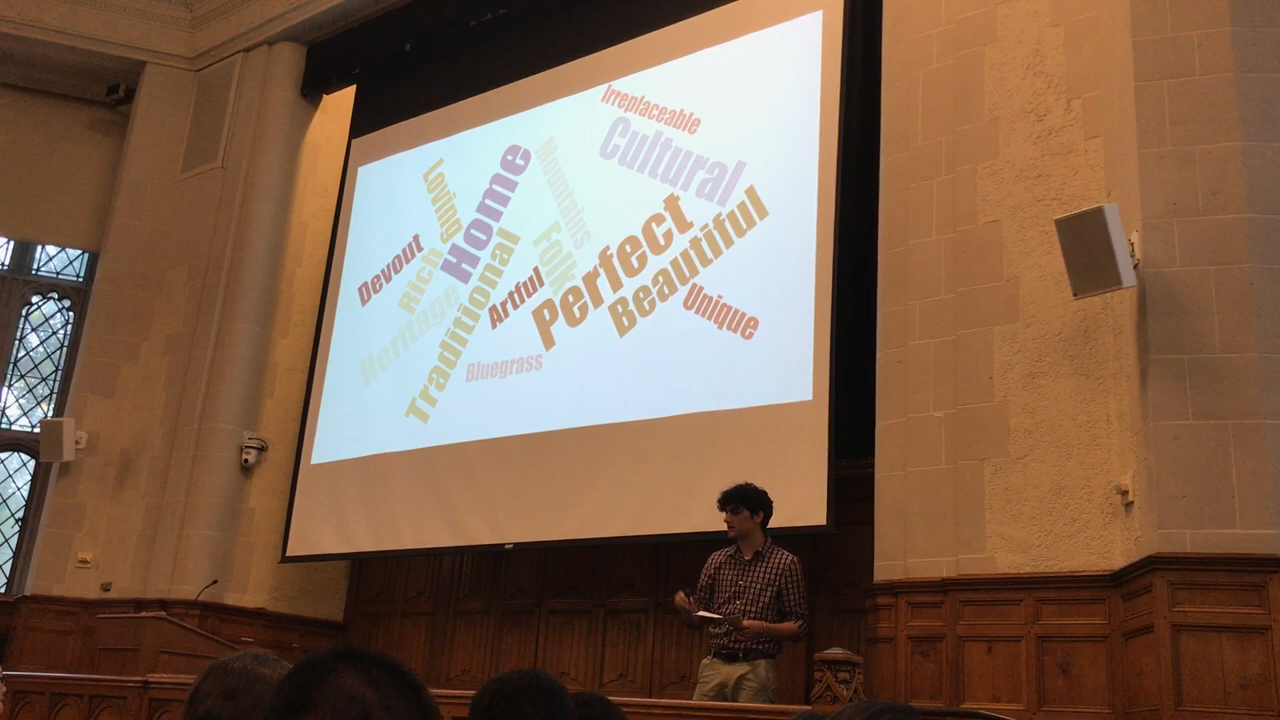 Irreplaceable
Cultural
Loving
Home
Mountains
Devout
Rich
Folk
Perfect
Beautiful
Heritage
Traditional
Artful
Unique
Bluegrass